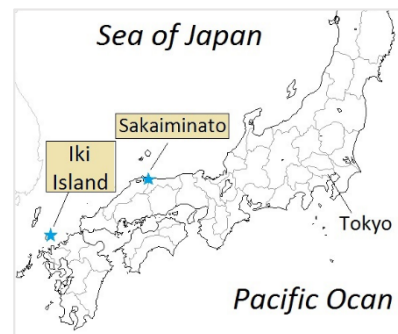 Sea of Japan
Sakaiminato
Iki
Island
Tokyo
Pacific Ocan